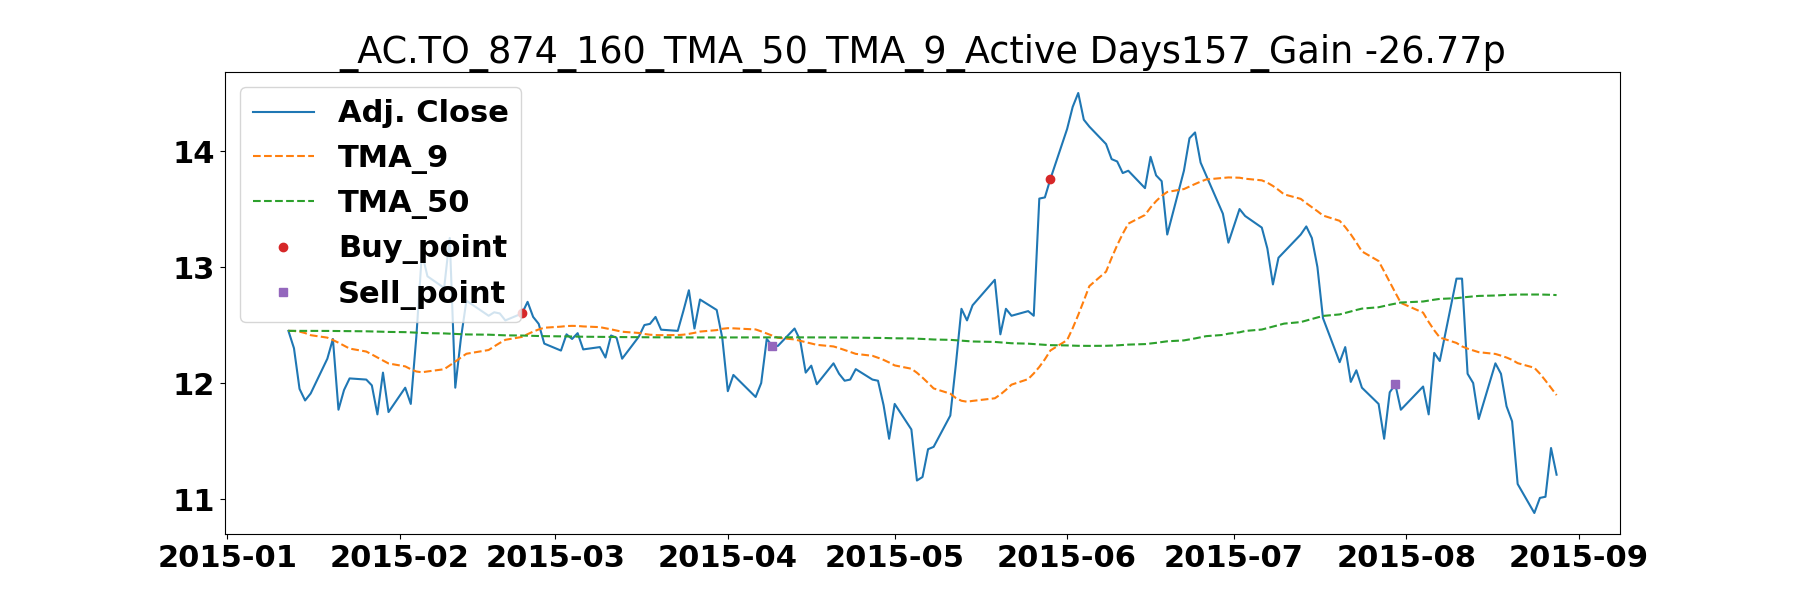 _AC.TO_874_160_TMA_50_TMA_9_Active Days157_Gain -26.77p
Adj. Close
TMA_9
TMA_50
Buy_point
Sell_point
14
13
12
11
2015-01 2015-02 2015-03 2015-04 2015-05 2015-06 2015-07 2015-08 2015-09